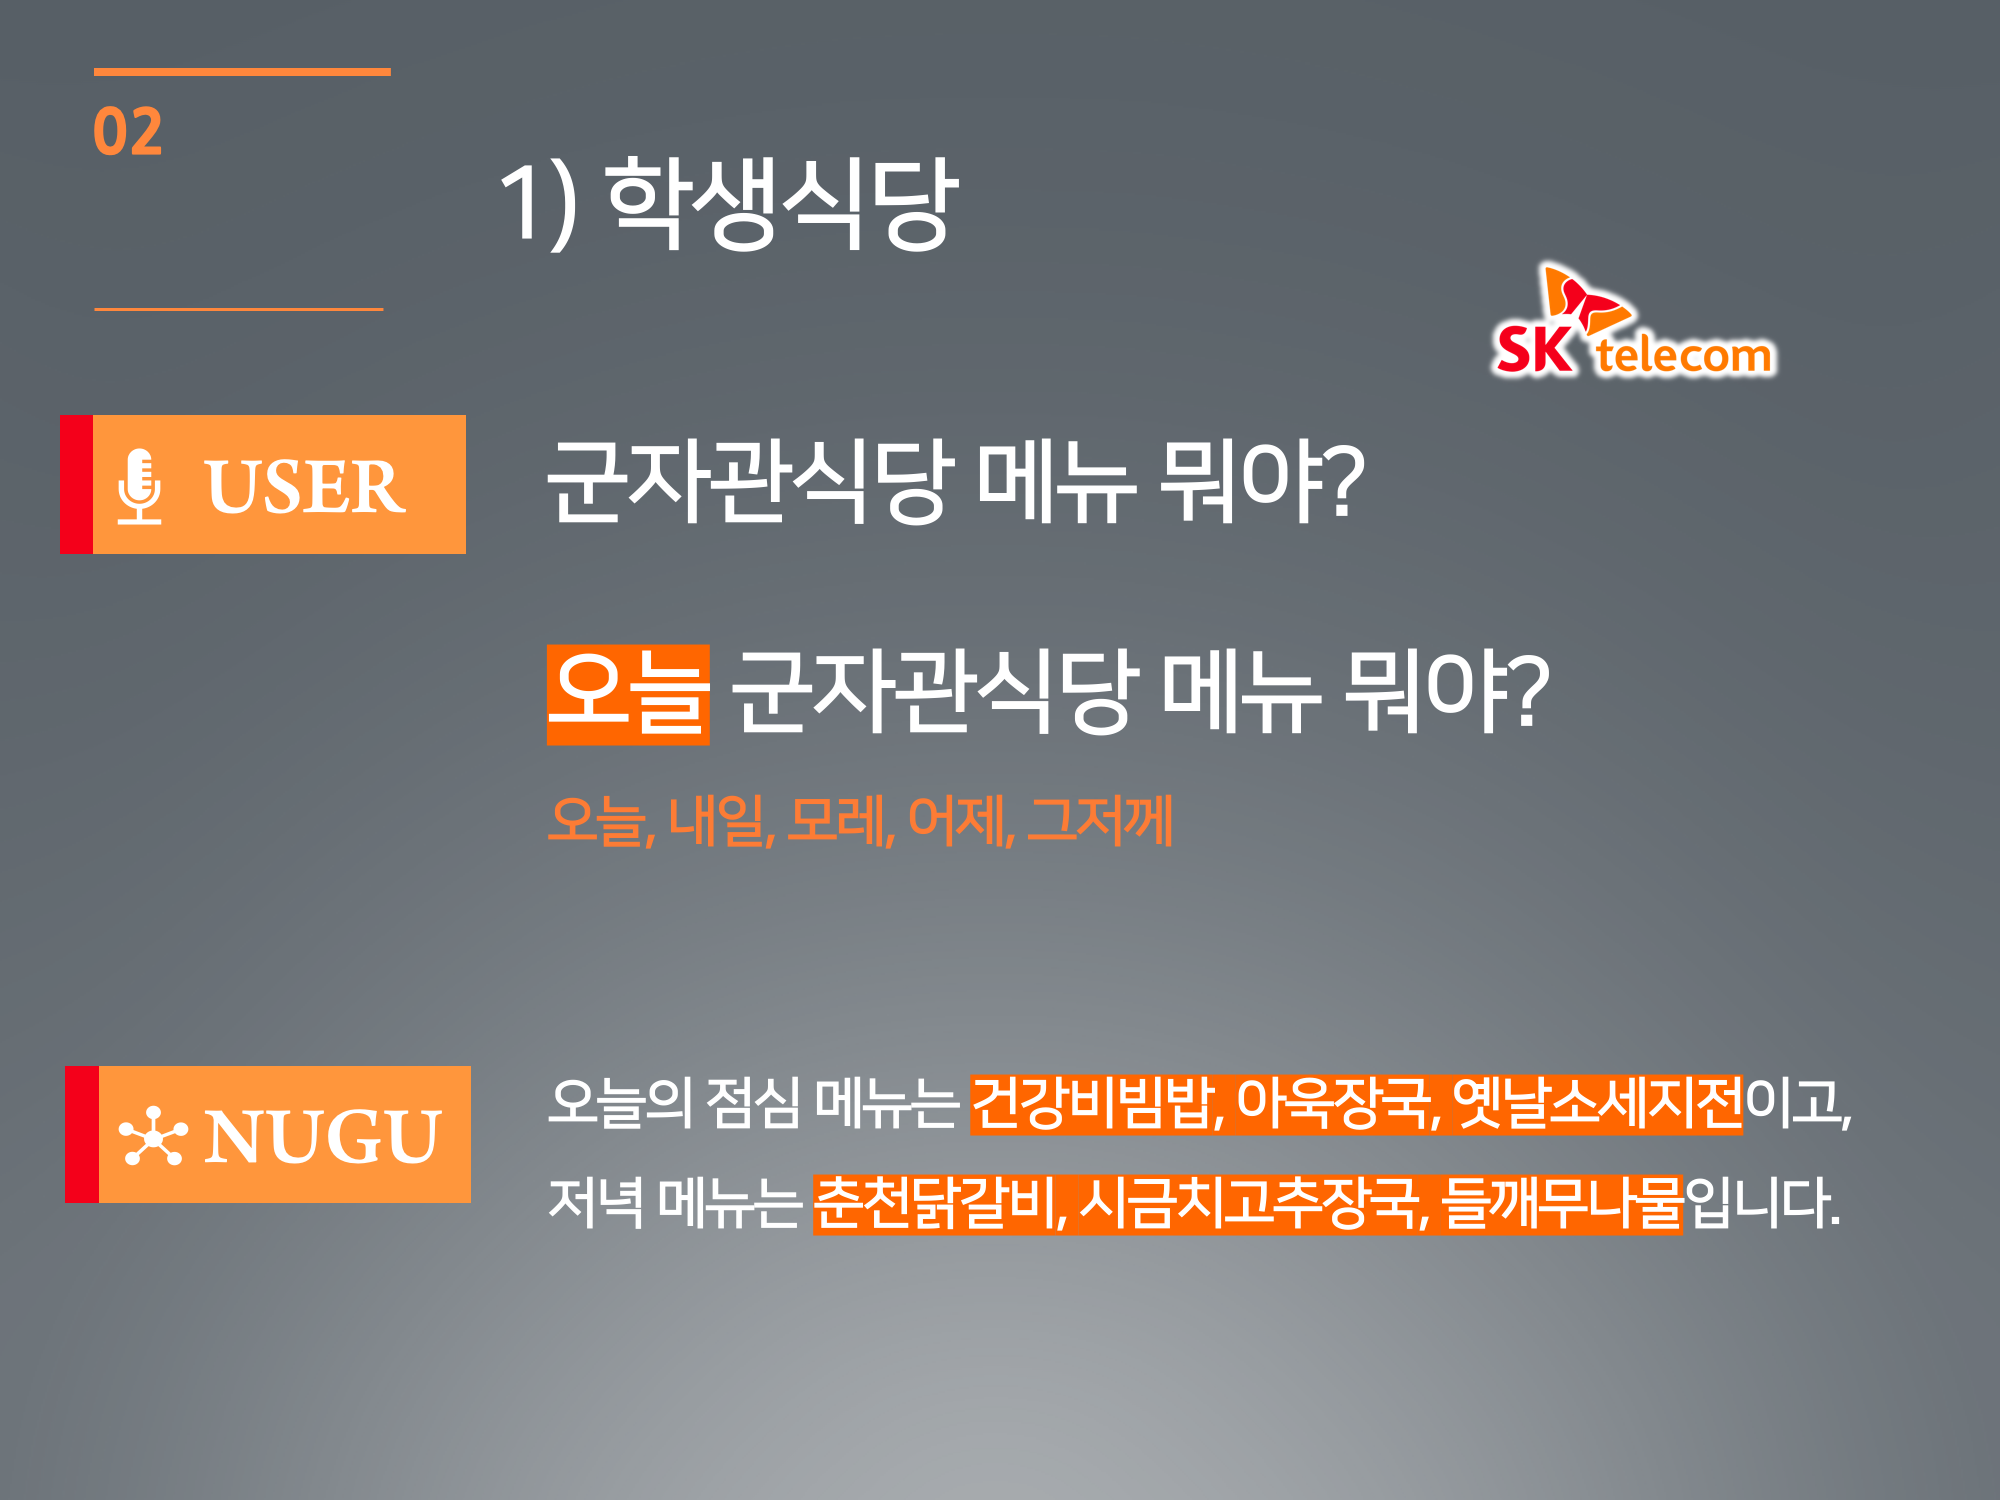 02
1) 학생식당
SK telecom
USER
군자관식당 메뉴 뭐야?
오늘 군자관식당 메뉴 뭐야?
오늘, 내일, 모레, 어제, 그저께
NUGU
오늘의 점심 메뉴는 건강비빔밥, 아욱장국, 옛날소세지전이고,
저녁 메뉴는 춘천닭갈비, 시금치고추장국, 들깨무나물입니다.